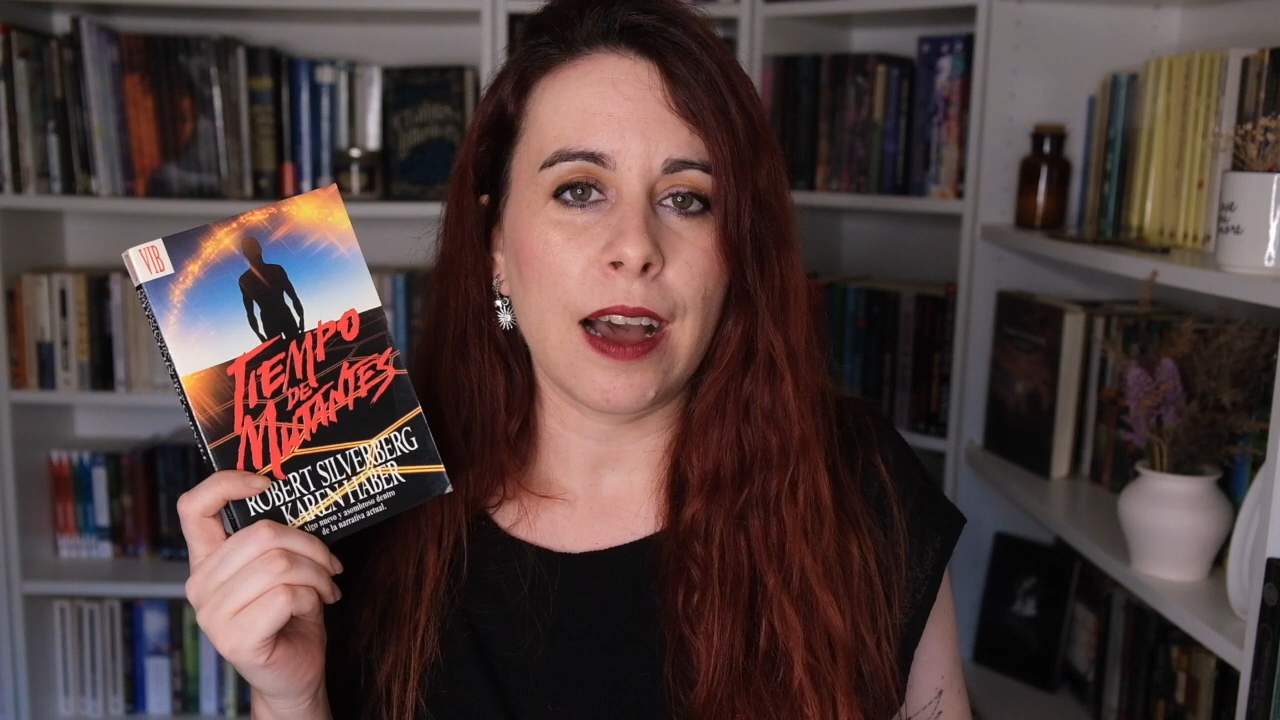 VIB
TIEMPO
DE
MUTANTES
ROBERT SILVERBERG
KAREN HABER
Algo nuevo y asombroso dentro
de la narrativa actual.